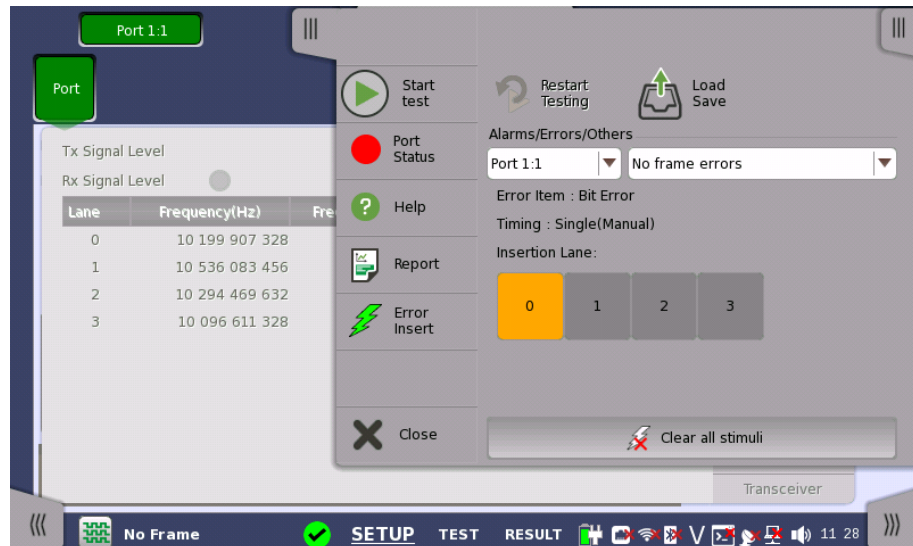 Port 1:1
Port
Tx Signal Level
Rx Signal Level
Lane Frequency(Hz) Fre
0 10 199 907 328
1 10 536 083 456
2 10 294 469 632
3 10 096 611 328
Start test
Port Status
Help
Report
Error Insert
Close
Restart Testing
Load Save
Alarms/Errors/Others
Port 1:1 No frame errors
Error Item : Bit Error
Timing : Single(Manual)
Insertion Lane:
0 1 2 3
Clear all stimuli
Transceiver
No Frame SETUP TEST RESULT 11 28